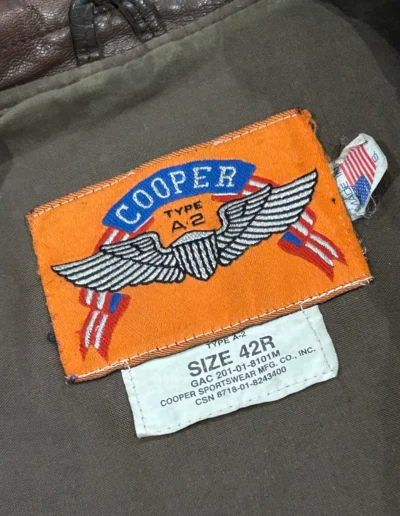 COOPER
TYPE
A-2
MADE
TYPE A-2
SIZE 42R
GAC 201-01-8101M
COOPER SPORTSWEAR MFG. CO., INC.
CSN 8718-01-8243400